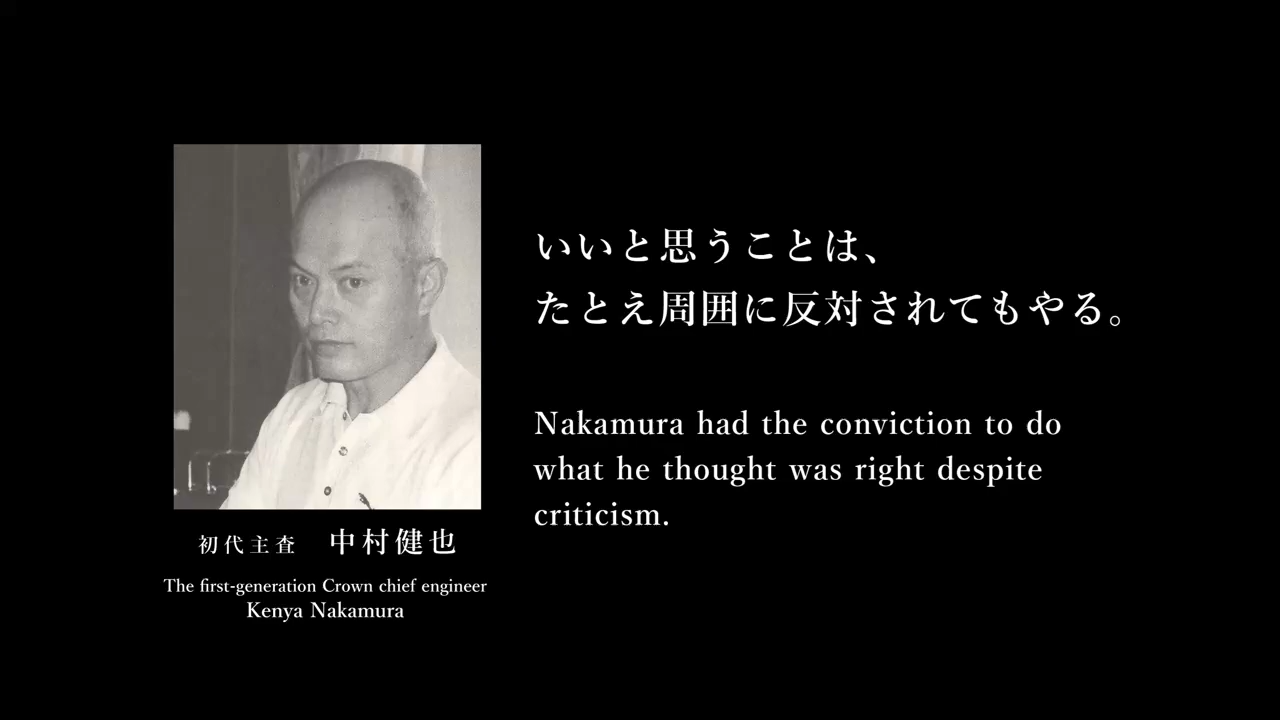 いいと思うことは、
たとえ周囲に反対されてもやる。
Nakamura had the conviction to do
what he thought was right despite
criticism.
初代主査 中村健也
The first-generation Crown chief engineer
Kenya Nakamura